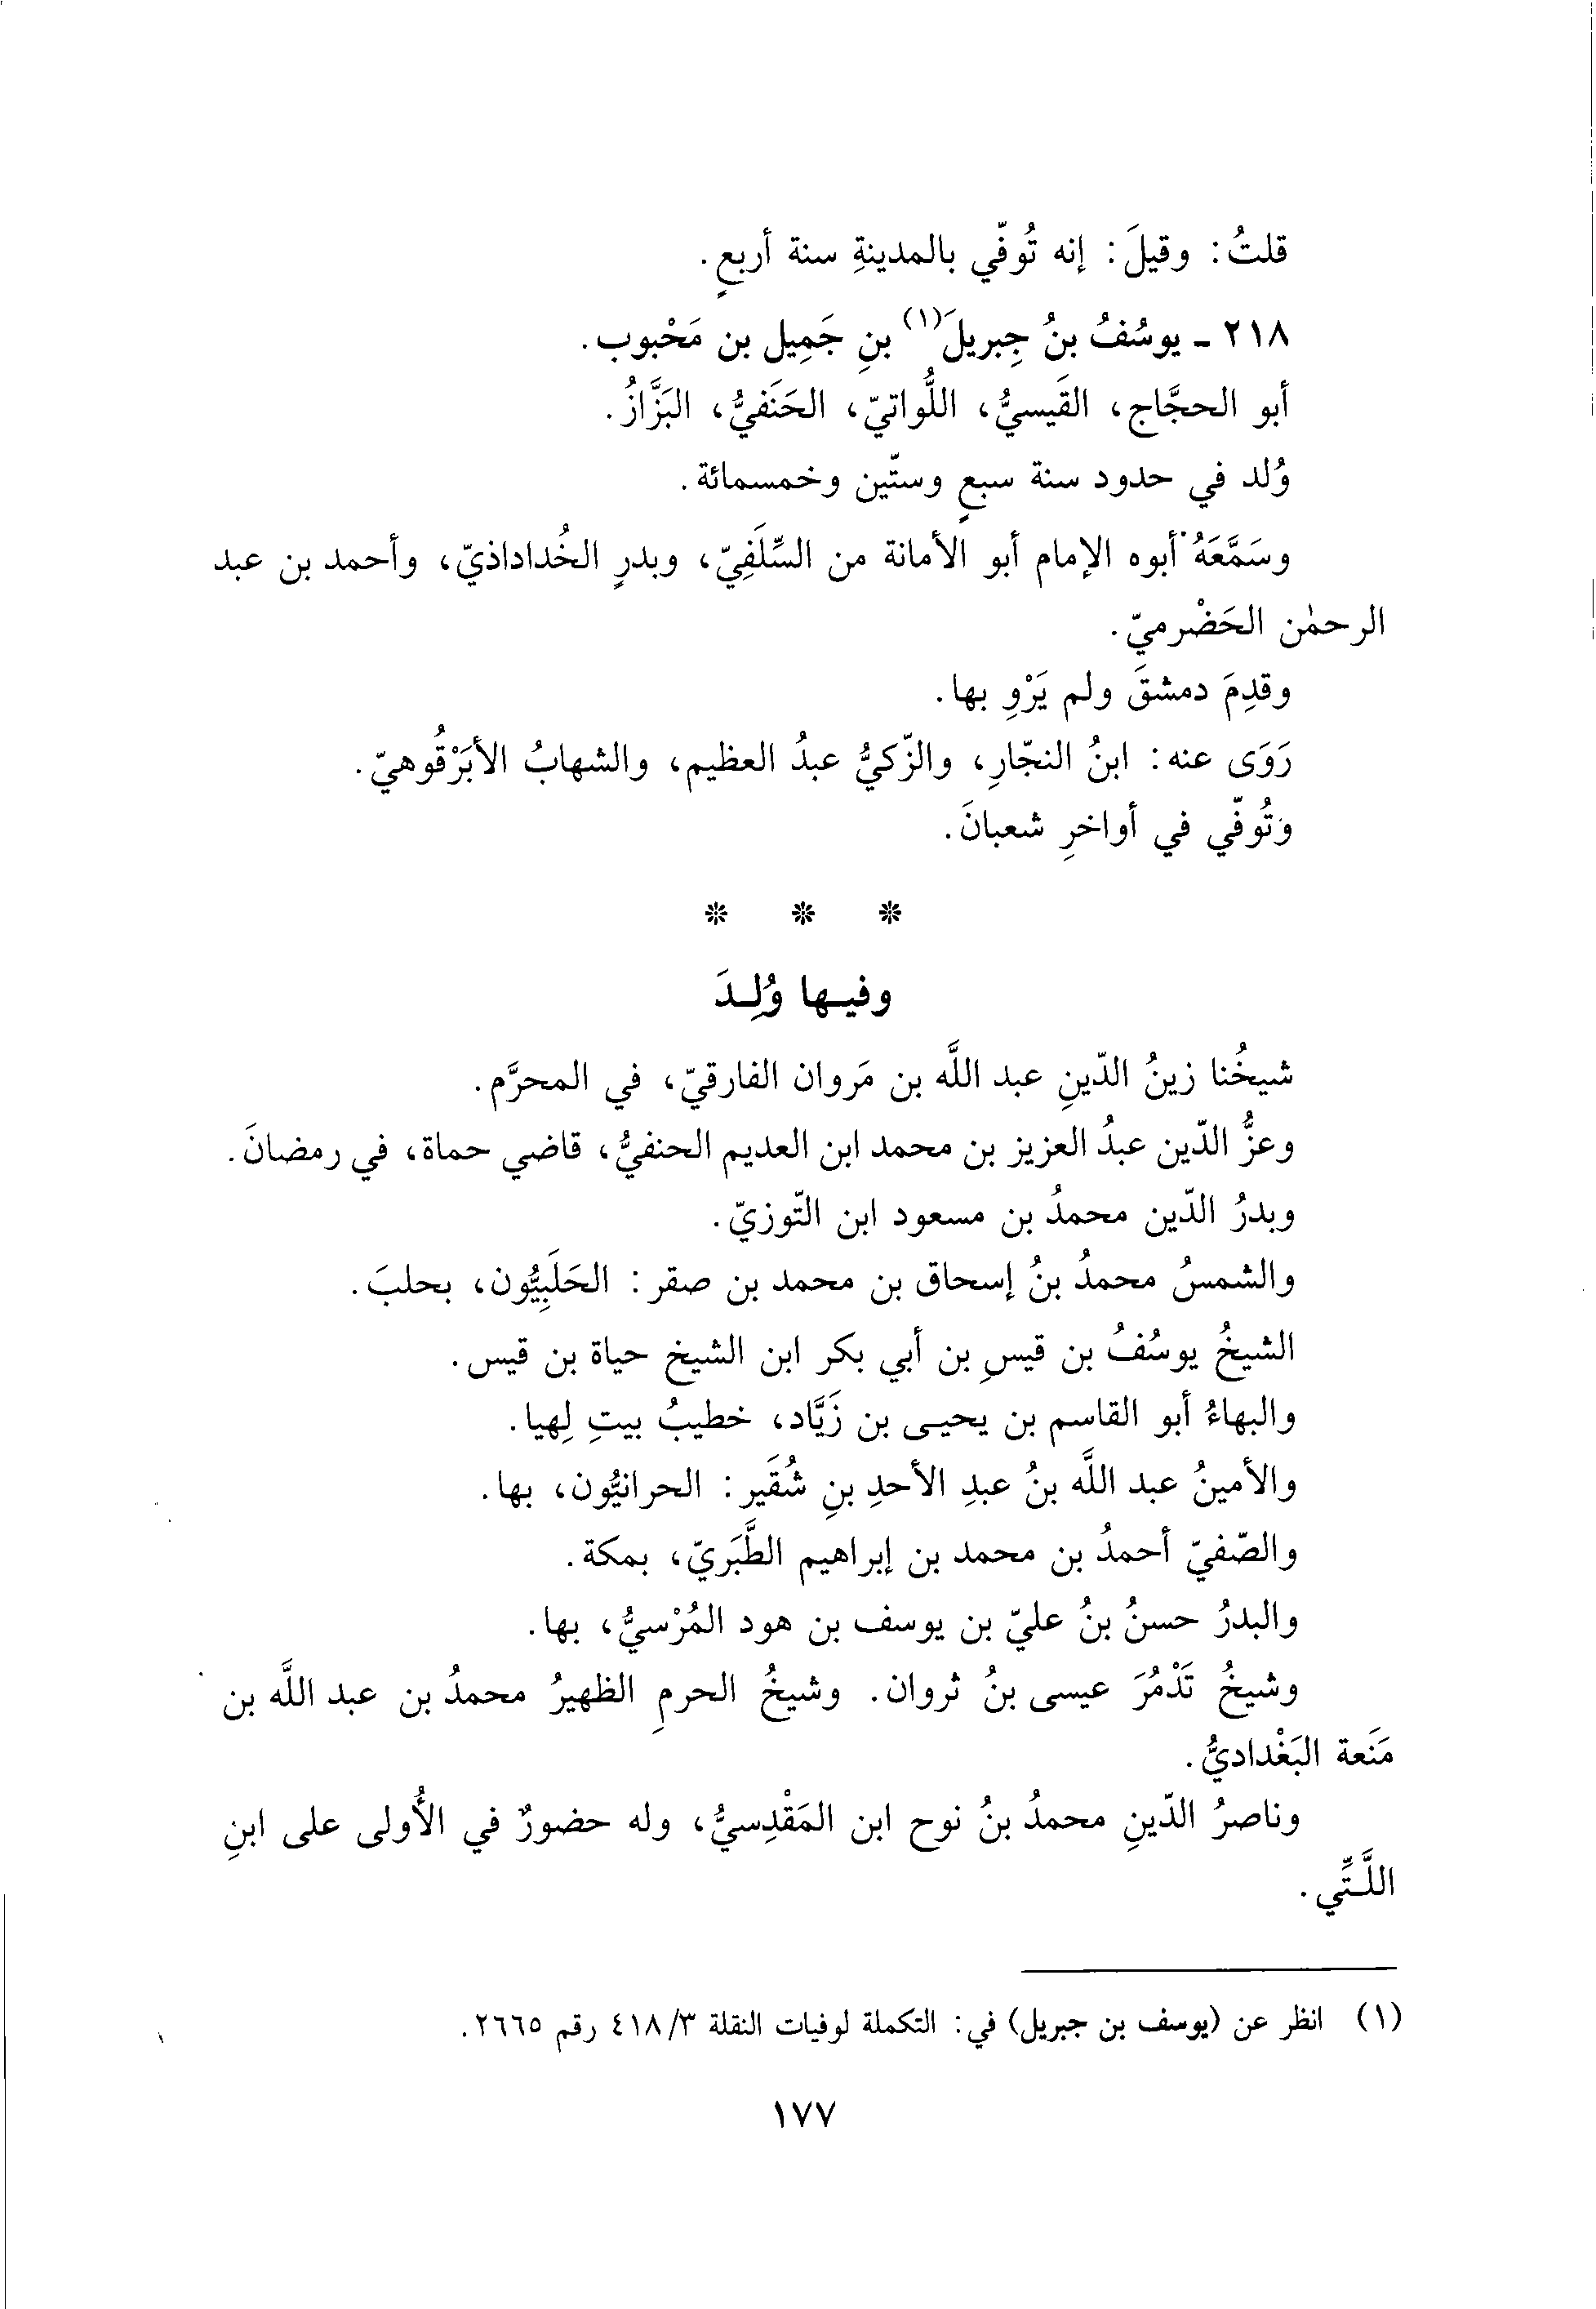 قلتُ: وقيلَ: إنه تُوفّي بالمدينةِ سنة أربعٍ.
٢١٨ ـ يوسُفُ بنُ جِبريلَ(١) بنِ جَمِيل بن مَحْبوب.
أبو الحجَّاج، القَيسيُّ، اللُّواتيّ، الحَنَفيُّ، البَزَّازُ.
وُلد في حدود سنة سبعٍ وستّين وخمسمائة.
وسَمَّعَهُ أبوه الإمام أبو الأمانة من السِّلَفِيّ، وبدرٍ الخُداداذيّ، وأحمد بن عبد
الرحمٰن الحَضْرميّ.
وقدِمَ دمشقَ ولم يَرْوِ بها.
رَوَى عنه: ابنُ النجّارِ، والزّكيُّ عبدُ العظيم، والشهابُ الأبَرْقُوهيّ.
وتُوفّي في أواخرِ شعبانَ.
* * *
وفيها وُلِدَ
شيخُنا زينُ الدّينِ عبد اللَّه بن مَروان الفارقيّ، في المحرَّم.
وعزُّ الدّين عبدُ العزيز بن محمد ابن العديم الحنفيُّ، قاضي حماة، في رمضانَ.
وبدرُ الدّين محمدُ بن مسعود ابن التّوزيّ.
والشمسُ محمدُ بنُ إسحاق بن محمد بن صقر: الحَلَبِيُّون، بحلبَ.
الشيخُ يوسُفُ بن قيسِ بن أبي بكر ابن الشيخ حياة بن قيس.
والبهاءُ أبو القاسم بن يحيـى بن زَيَّاد، خطيبُ بيتِ لِهيا.
والأمينُ عبد اللَّه بنُ عبدِ الأحدِ بنِ شُقَير: الحرانيُّون، بها.
والصّفيّ أحمدُ بن محمد بن إبراهيم الطَّبَريّ، بمكة.
والبدرُ حسنُ بنُ عليّ بن يوسف بن هود المُرْسيُّ، بها.
وشيخُ تَدْمُرَ عيسى بنُ ثروان. وشيخُ الحرمِ الظهيرُ محمدُ بن عبد اللَّه بن
مَنَعة البَغْداديُّ.
وناصرُ الدّينِ محمدُ بنُ نوح ابن المَقْدِسيُّ، وله حضورٌ في الأُولى على ابنِ
اللَّـتِّي.
(١) انظر عن (يوسف بن جبريل) في: التكملة لوفيات النقلة ٤١٨/٣ رقم ٢٦٦٥.
١٧٧